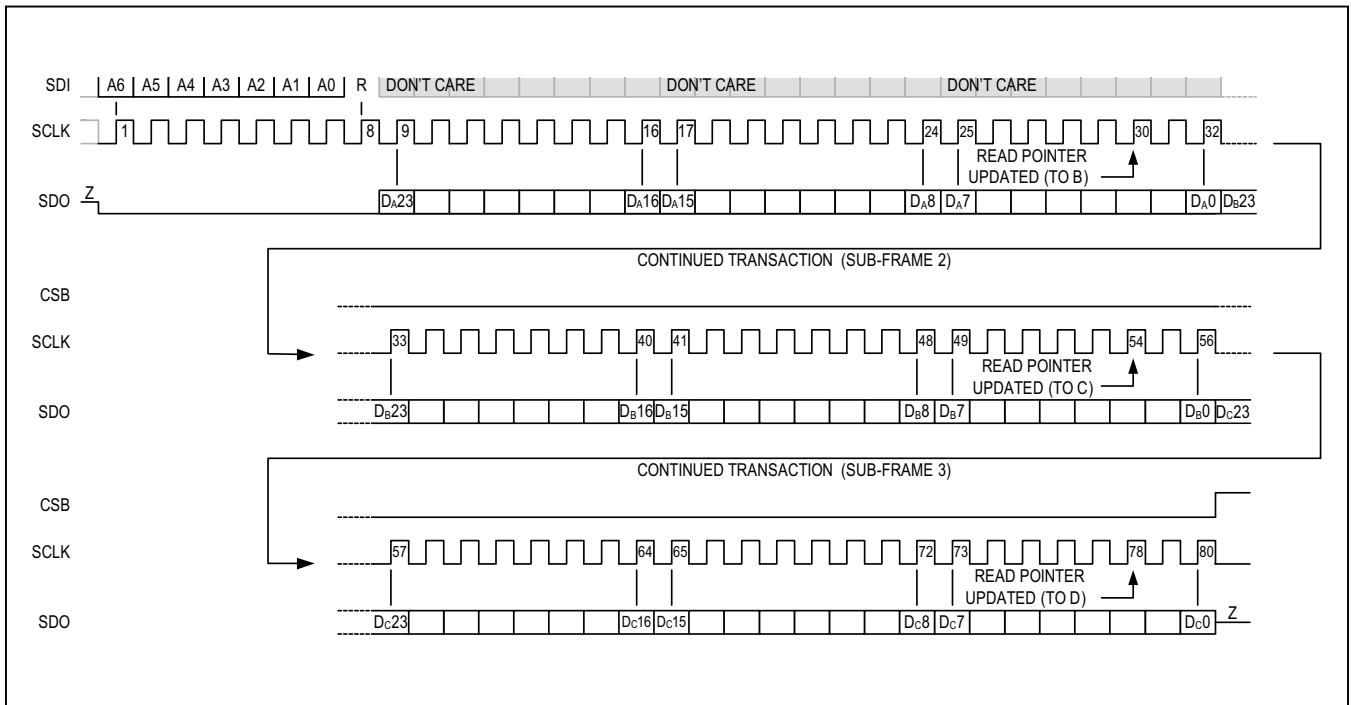 SDI A6 A5 A4 A3 A2 A1 A0 R DON'T CARE DON'T CARE DON'T CARE
SCLK 1 8 9 16 17 24 25 30 32
READ POINTER
UPDATED (TO B)
SDO Z DA23 DA16 DA15 DA8 DA7 DA0 DB23
CONTINUED TRANSACTION (SUB-FRAME 2)
CSB
SCLK 33 40 41 48 49 54 56
READ POINTER
UPDATED (TO C)
SDO DB23 DB16 DB15 DB8 DB7 DB0 DC23
CONTINUED TRANSACTION (SUB-FRAME 3)
CSB
SCLK 57 64 65 72 73 78 80
READ POINTER
UPDATED (TO D)
SDO DC23 DC16 DC15 DC8 DC7 DC0 Z